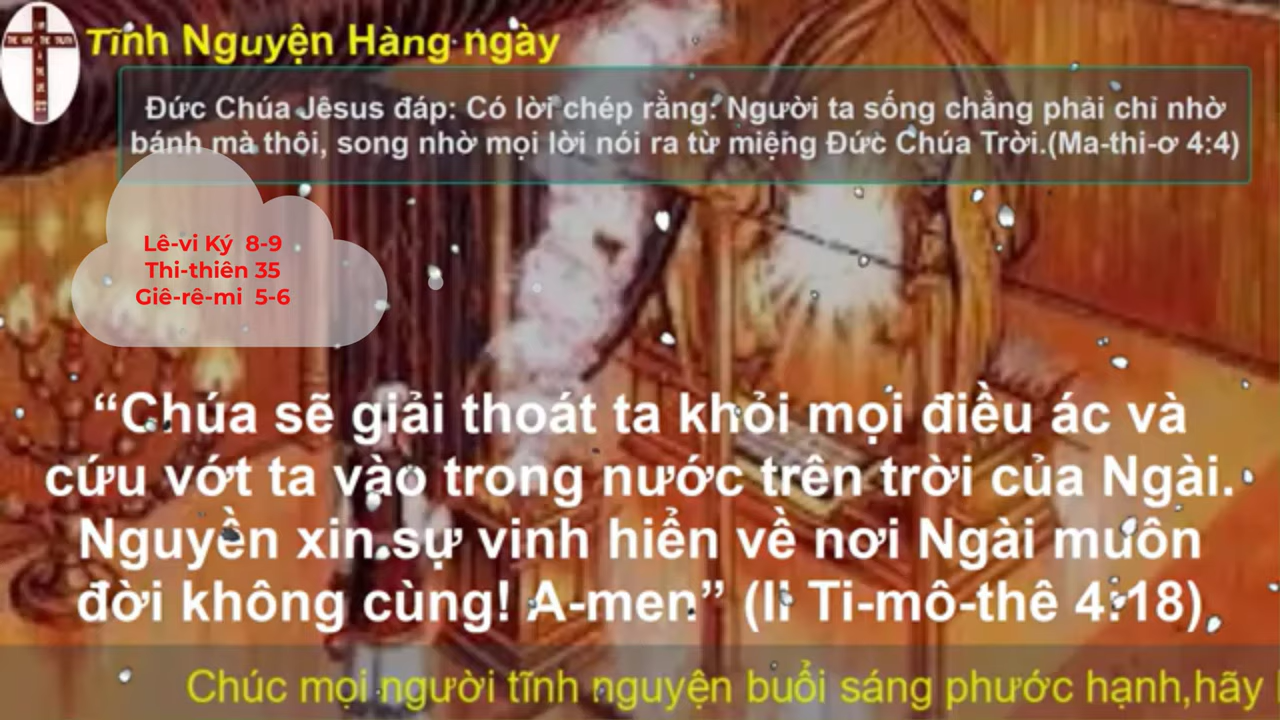 Tĩnh Nguyện Hàng ngày
Đức Chúa Jêsus đáp: Có lời chép rằng: Người ta sống chẳng phải chỉ nhờ
bánh mà thôi, song nhờ mọi lời nói ra từ miệng Đức Chúa Trời.(Ma-thi-ơ 4:4)
Lê-vi Ký 8-9
Thi-thiên 35
Giê-rê-mi 5-6
“Chúa sẽ giải thoát ta khỏi mọi điều ác và
cứu vớt ta vào trong nước trên trời của Ngài.
Nguyền xin sự vinh hiển về nơi Ngài muôn
đời không cùng! A-men” (Ii Ti-mô-thê 4:18)
Chúc mọi người tĩnh nguyện buổi sáng phước hạnh,hãy